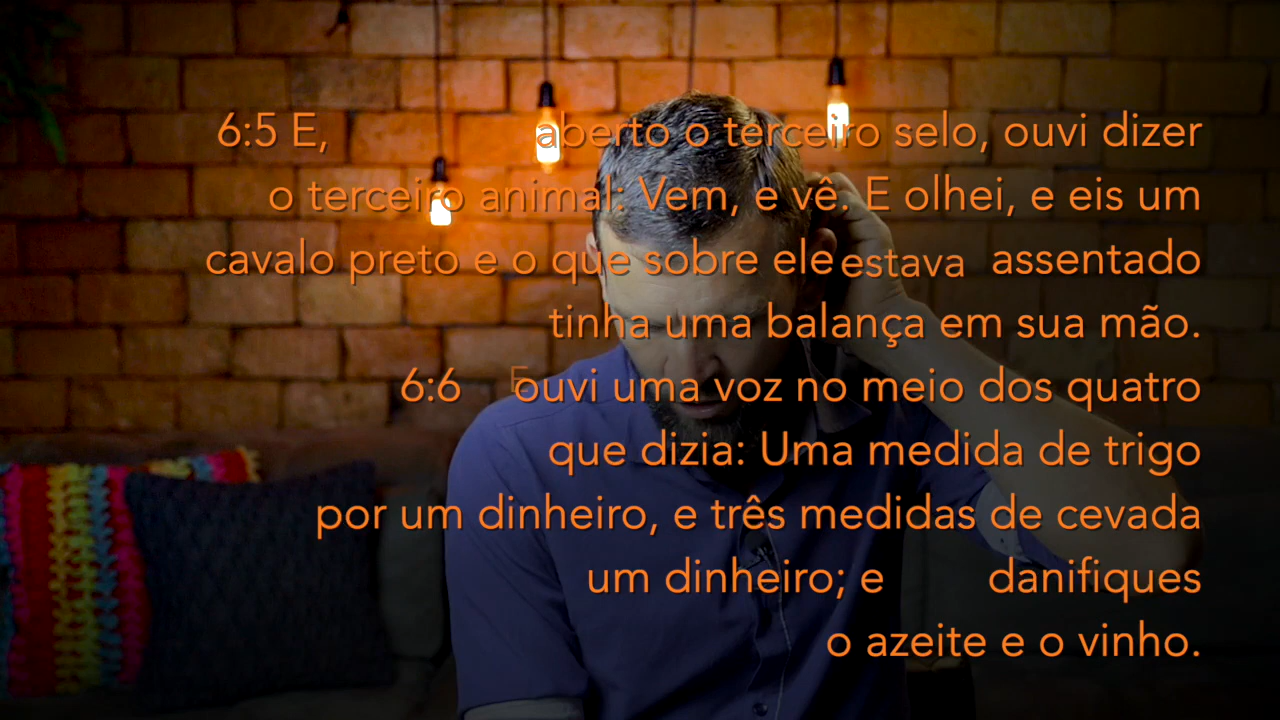 6:5 E, aberto o terceiro selo, ouvi dizer
o terceiro animal: Vem, e vê. E olhei, e eis um
cavalo preto e o que sobre ele estava assentado
tinha uma balança em sua mão.
6:6 E ouvi uma voz no meio dos quatro
que dizia: Uma medida de trigo
por um dinheiro, e três medidas de cevada
um dinheiro; e danifiques
o azeite e o vinho.